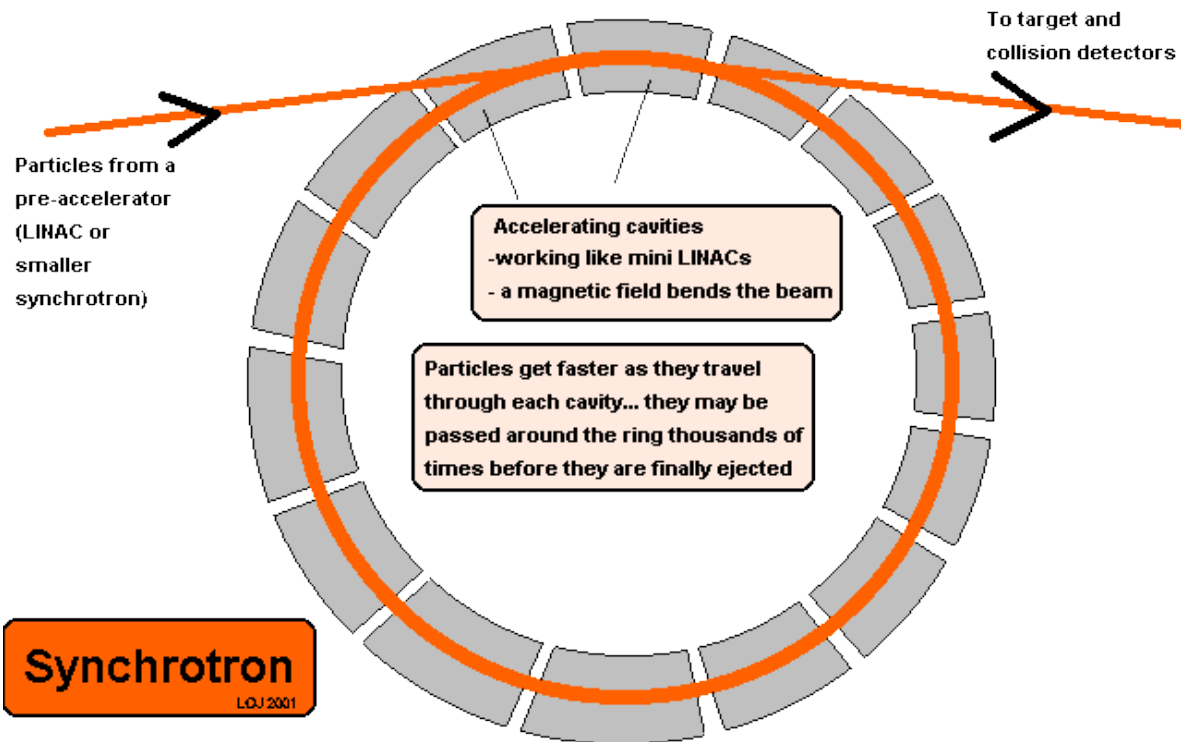 To target and
collision detectors
Particles from a
pre-accelerator
(LINAC or
smaller
synchrotron)
Accelerating cavities
-working like mini LINACs
- a magnetic field bends the beam
Particles get faster as they travel
through each cavity... they may be
passed around the ring thousands of
times before they are finally ejected
Synchrotron
LOJ 2001